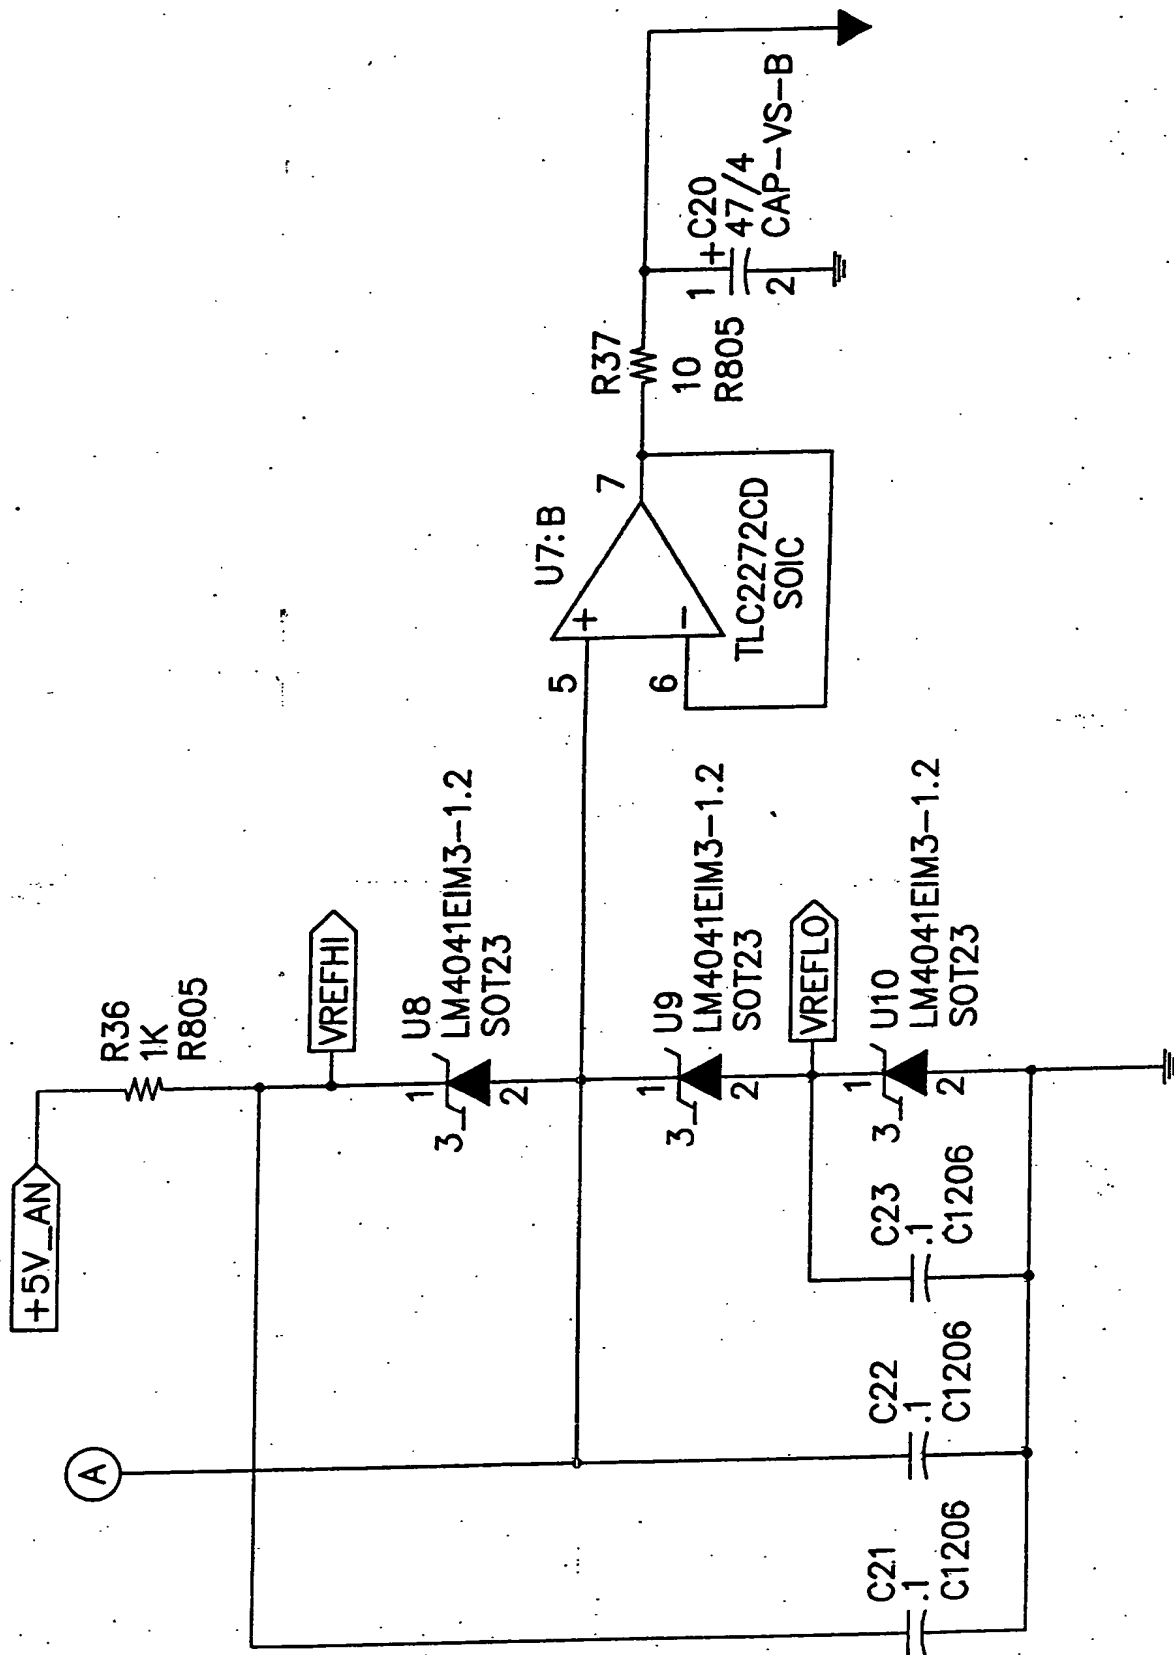 +5V_AN
R36
1K
R805
VREFHI
3
1
2
U8
LM4041EIM3-1.2
SOT23
3
1
2
U9
LM4041EIM3-1.2
SOT23
VREFLO
3
1
2
U10
LM4041EIM3-1.2
SOT23
A
C21
.1
C1206
C22
.1
C1206
C23
.1
C1206
5
6
+
−
U7:B
7
TLC2272CD
SOIC
R37
10
R805
1
2
+C20
47/4
CAP-VS-B